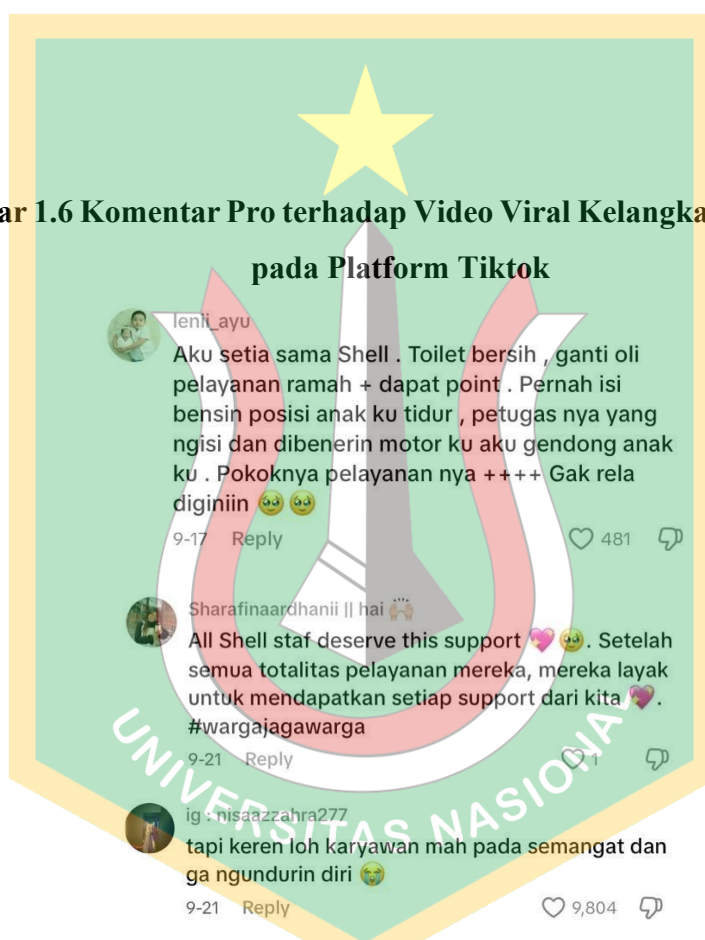 ar 1.6 Komentar Pro terhadap Video Viral Kelangka
pada Platform Tiktok
lenii_ayu
Aku setia sama Shell . Toilet bersih , ganti oli
pelayanan ramah + dapat point . Pernah isi
bensin posisi anak ku tidur , petugas nya yang
ngisi dan dibenerin motor ku aku gendong anak
ku . Pokoknya pelayanan nya ++++ Gak rela
diginiin 🥹 🥹
9-17 Reply 481
Sharafinaardhanii || hai 🙌🏼
All Shell staf deserve this support 💖 🥹. Setelah
semua totalitas pelayanan mereka, mereka layak
untuk mendapatkan setiap support dari kita 💖.
#wargajagawarga
9-21 Reply 1
ig : nisaazzahra277
tapi keren loh karyawan mah pada semangat dan
ga ngundurin diri 😭
9-21 Reply 9,804
UNIVERSITAS NASIONAL